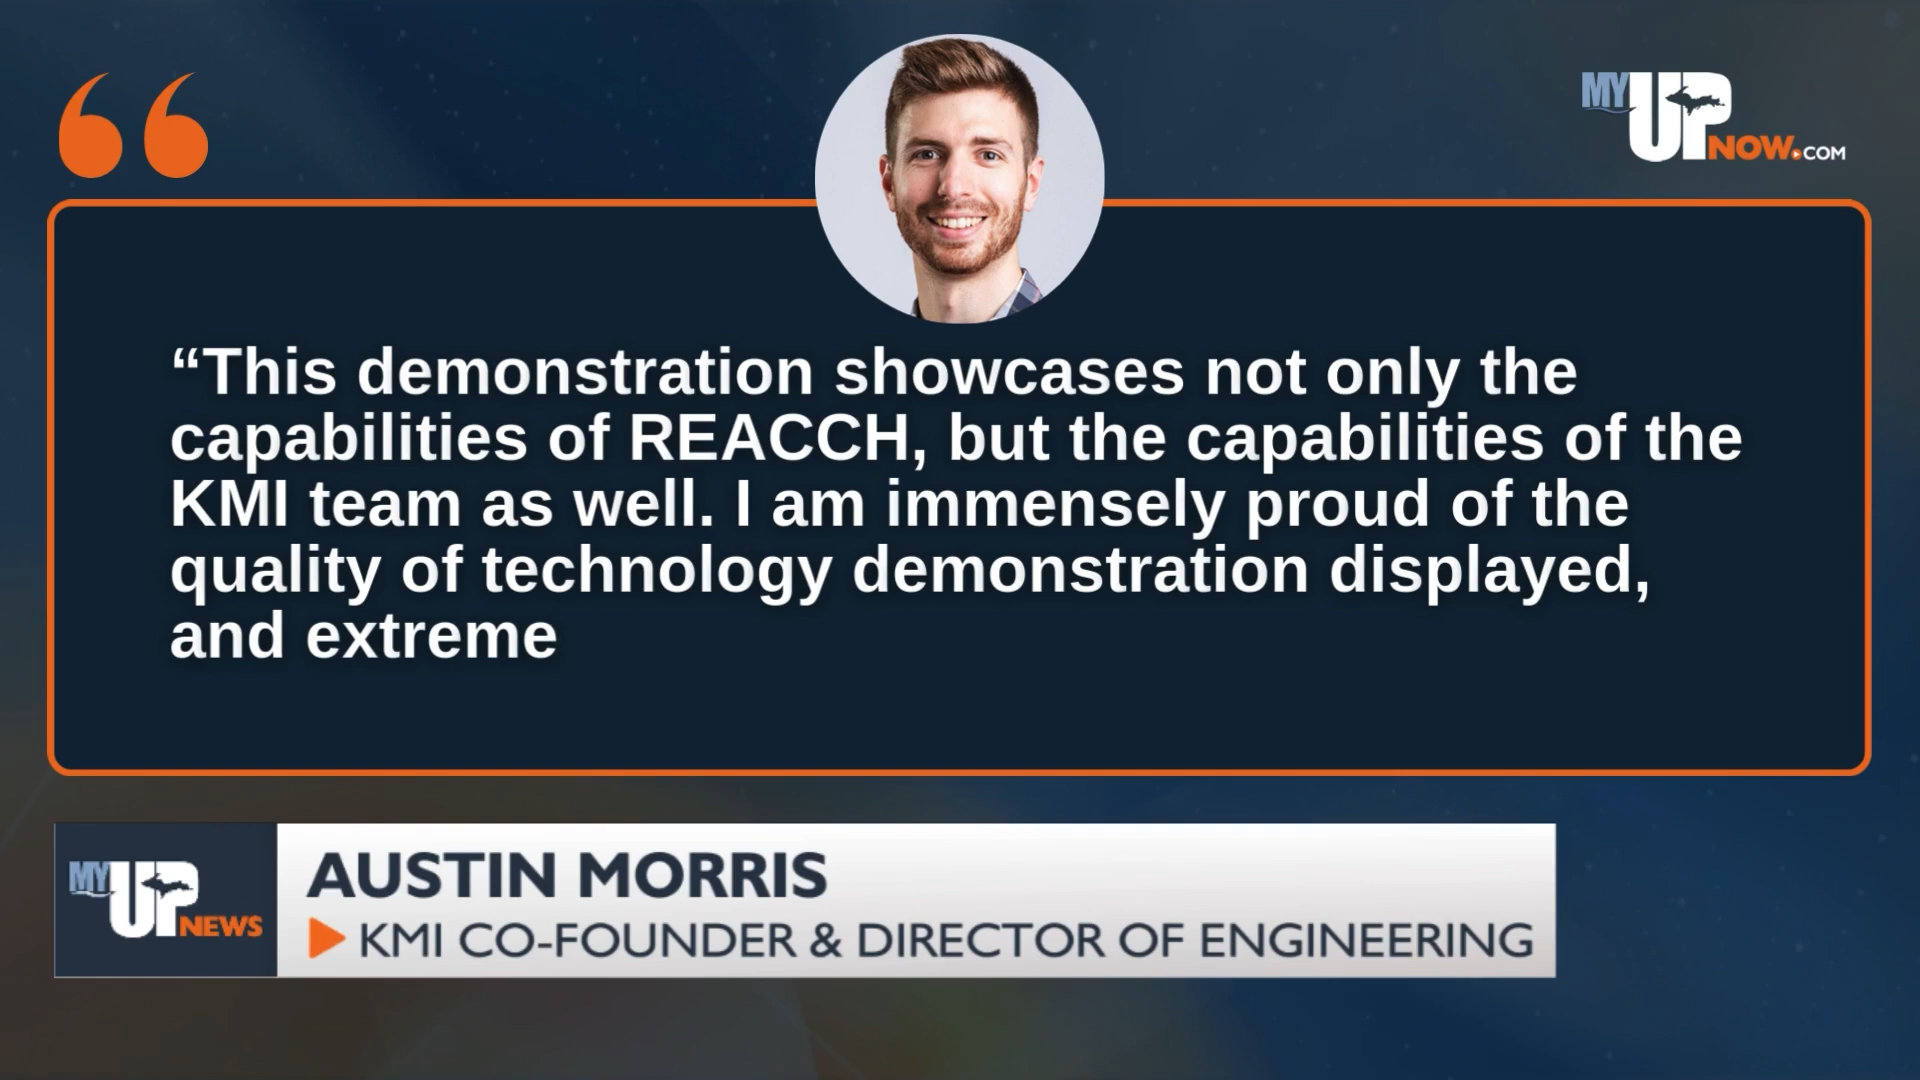 MY UP NOW.COM
“This demonstration showcases not only the
capabilities of REACCH, but the capabilities of the
KMI team as well. I am immensely proud of the
quality of technology demonstration displayed,
and extreme
MY UP NEWS
AUSTIN MORRIS
KMI CO-FOUNDER & DIRECTOR OF ENGINEERING